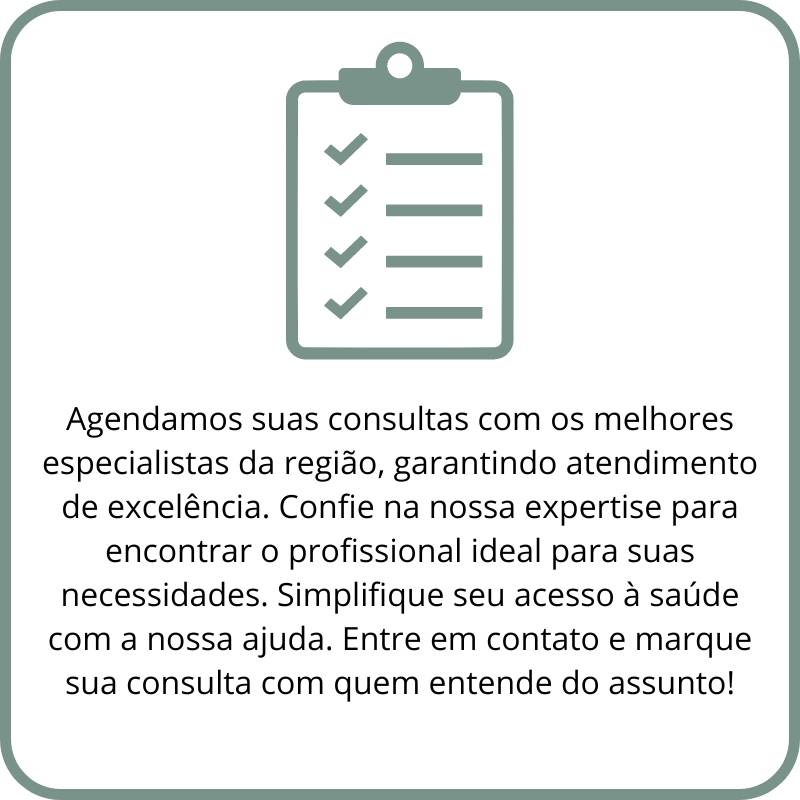 Agendamos suas consultas com os melhores
especialistas da região, garantindo atendimento
de excelência. Confie na nossa expertise para
encontrar o profissional ideal para suas
necessidades. Simplifique seu acesso à saúde
com a nossa ajuda. Entre em contato e marque
sua consulta com quem entende do assunto!